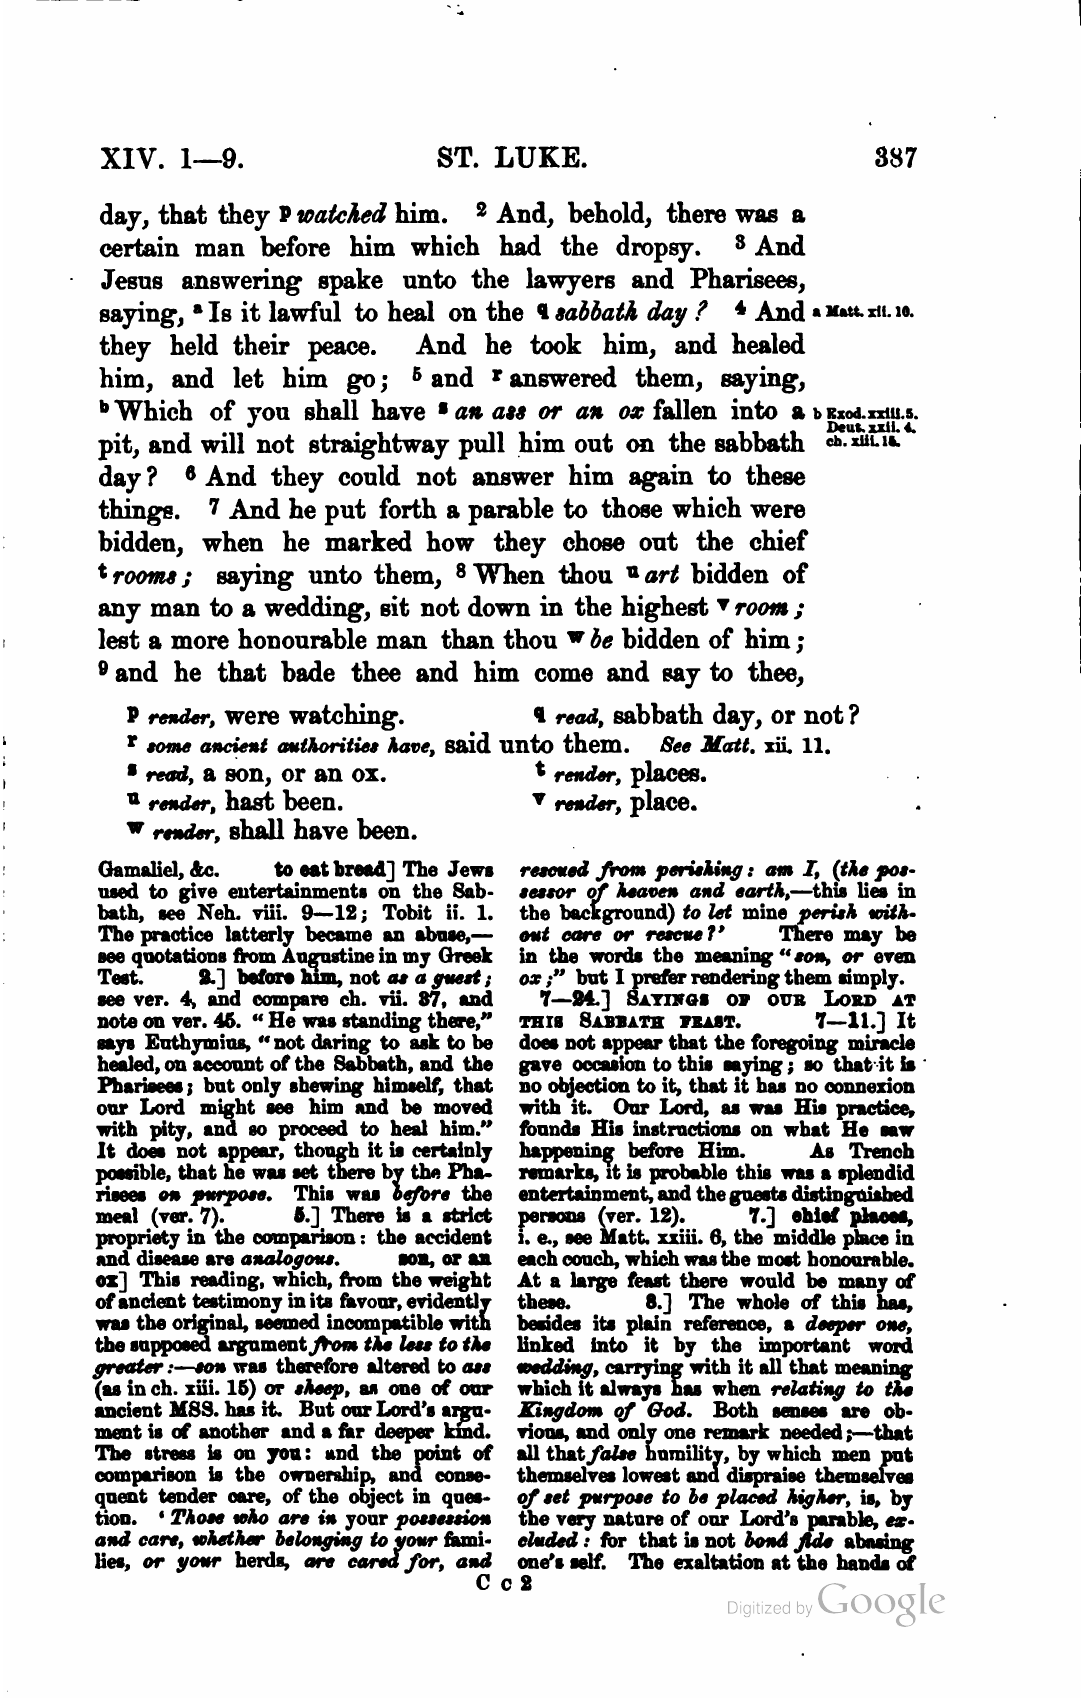 XIV. 1—9. ST. LUKE. 387
day, that they p watched him. 2 And, behold, there was a
certain man before him which had the dropsy. 3 And
Jesus answering spake unto the lawyers and Pharisees,
saying, a Is it lawful to heal on the q sabbath day? 4 And a Matt. xii. 10.
they held their peace. And he took him, and healed
him, and let him go; 5 and r answered them, saying,
b Which of you shall have s an ass or an ox fallen into a b Exod. xxiii. 5.
Deut. xxii. 4.
pit, and will not straightway pull him out on the sabbath ch. xiii. 15.
day? 6 And they could not answer him again to these
things. 7 And he put forth a parable to those which were
bidden, when he marked how they chose out the chief
t rooms; saying unto them, 8 When thou u art bidden of
any man to a wedding, sit not down in the highest v room;
lest a more honourable man than thou w be bidden of him;
9 and he that bade thee and him come and say to thee,
p render, were watching. q read, sabbath day, or not?
r some ancient authorities have, said unto them. See Matt. xii. 11.
s read, a son, or an ox. t render, places.
u render, hast been. v render, place.
w render, shall have been.
Gamaliel, &c. to eat bread] The Jews
used to give entertainments on the Sab-
bath, see Neh. viii. 9—12; Tobit ii. 1.
The practice latterly became an abuse,—
see quotations from Augustine in my Greek
Test. 2.] before him, not as a guest;
see ver. 4, and compare ch. vii. 37, and
note on ver. 45. "He was standing there,"
says Euthymius, "not daring to ask to be
healed, on account of the Sabbath, and the
Pharisees; but only shewing himself, that
our Lord might see him and be moved
with pity, and so proceed to heal him."
It does not appear, though it is certainly
possible, that he was set there by the Pha-
risees on purpose. This was before the
meal (ver. 7). 5.] There is a strict
propriety in the comparison: the accident
and disease are analogous. son, or an
ox] This reading, which, from the weight
of ancient testimony in its favour, evidently
was the original, seemed incompatible with
the supposed argument from the less to the
greater:—son was therefore altered to ass
(as in ch. xiii. 15) or sheep, as one of our
ancient MSS. has it. But our Lord's argu-
ment is of another and a far deeper kind.
The stress is on you: and the point of
comparison is the ownership, and conse-
quent tender care, of the object in ques-
tion. 'Those who are in your possession
and care, whether belonging to your fami-
lies, or your herds, are cared for, and
rescued from perishing: am I, (the pos-
sessor of heaven and earth,—this lies in
the background) to let mine perish with-
out care or rescue?' There may be
in the words the meaning "son, or even
ox;" but I prefer rendering them simply.
7—24.] SAYINGS OF OUR LORD AT
THIS SABBATH FEAST. 7—11.] It
does not appear that the foregoing miracle
gave occasion to this saying; so that it is
no objection to it, that it has no connexion
with it. Our Lord, as was His practice,
founds His instructions on what He saw
happening before Him. As Trench
remarks, it is probable this was a splendid
entertainment, and the guests distinguished
persons (ver. 12). 7.] chief places,
i. e., see Matt. xxiii. 6, the middle place in
each couch, which was the most honourable.
At a large feast there would be many of
these. 8.] The whole of this has,
besides its plain reference, a deeper one,
linked into it by the important word
wedding, carrying with it all that meaning
which it always has when relating to the
Kingdom of God. Both senses are ob-
vious, and only one remark needed;—that
all that false humility, by which men put
themselves lowest and dispraise themselves
of set purpose to be placed higher, is, by
the very nature of our Lord's parable, ex-
cluded: for that is not bonâ fide abasing
one's self. The exaltation at the hands of
C c 2
Digitized by Google